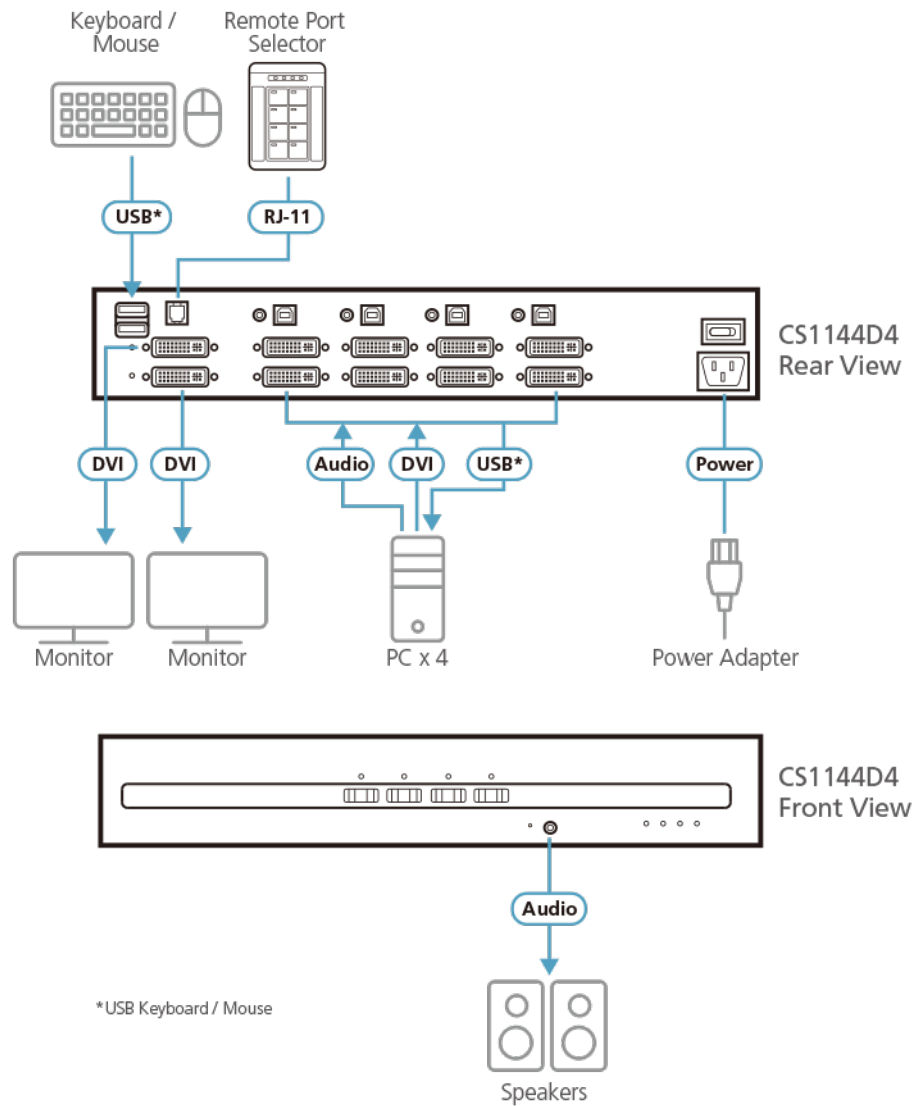 Keyboard /
Mouse
Remote Port
Selector
USB*
RJ-11
CS1144D4
Rear View
DVI
DVI
Audio
DVI
USB*
Power
Monitor
Monitor
PC x 4
Power Adapter
CS1144D4
Front View
Audio
*USB Keyboard / Mouse
Speakers